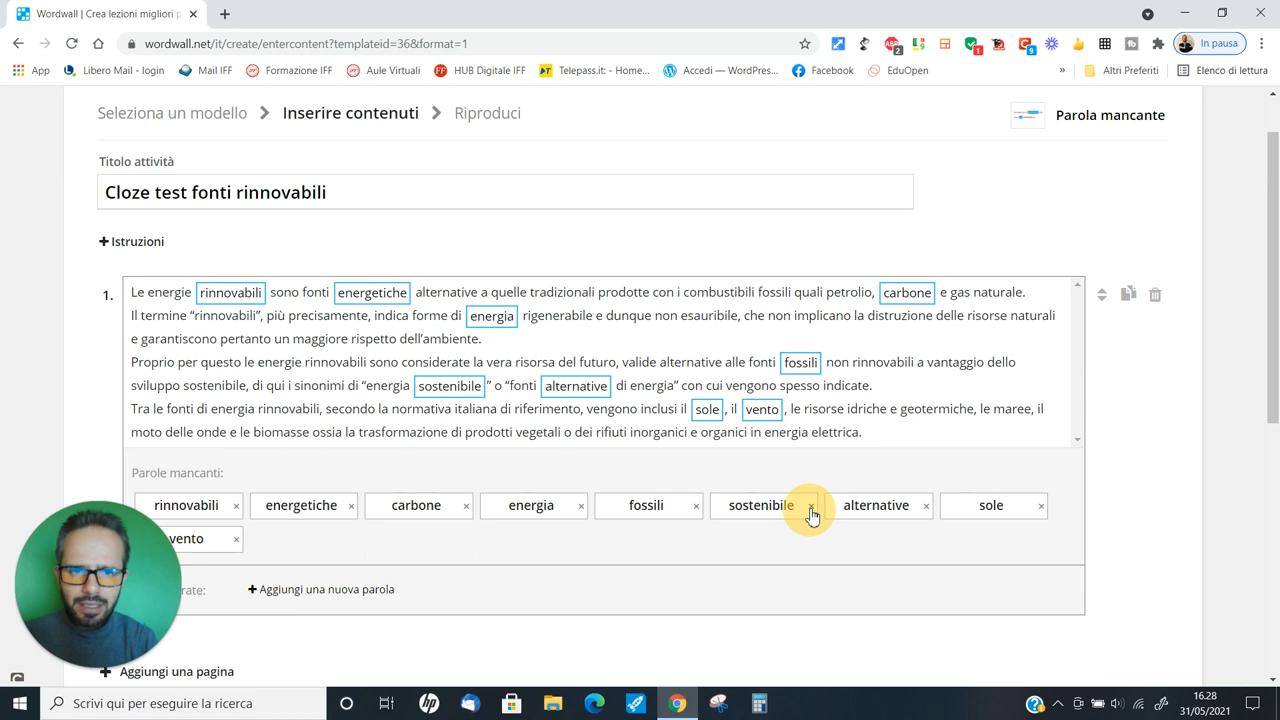 Wordwall | Crea lezioni migliori p
wordwall.net/it/create/entercontent?templateid=36&format=1
In pausa
App
Libero Mail - login
Mail IFF
Formazione IFF
Aule Virtuali
HUB Digitale IFF
Telepass.it: - Home...
Accedi — WordPres...
Facebook
EduOpen
»
Altri Preferiti
Elenco di lettura
Seleziona un modello
Inserire contenuti
Riproduci
Parola mancante
Titolo attività
Cloze test fonti rinnovabili
+ Istruzioni
1.
Le energie rinnovabili sono fonti energetiche alternative a quelle tradizionali prodotte con i combustibili fossili quali petrolio, carbone e gas naturale.
Il termine “rinnovabili”, più precisamente, indica forme di energia rigenerabile e dunque non esauribile, che non implicano la distruzione delle risorse naturali
e garantiscono pertanto un maggiore rispetto dell’ambiente.
Proprio per questo le energie rinnovabili sono considerate la vera risorsa del futuro, valide alternative alle fonti fossili non rinnovabili a vantaggio dello
sviluppo sostenibile, di qui i sinonimi di “energia sostenibile ” o “fonti alternative di energia” con cui vengono spesso indicate.
Tra le fonti di energia rinnovabili, secondo la normativa italiana di riferimento, vengono inclusi il sole , il vento , le risorse idriche e geotermiche, le maree, il
moto delle onde e le biomasse ossia la trasformazione di prodotti vegetali o dei rifiuti inorganici e organici in energia elettrica.
Parole mancanti:
rinnovabili ×
energetiche ×
carbone ×
energia ×
fossili ×
sostenibile ×
alternative ×
sole ×
vento ×
+ Aggiungi una nuova parola
+ Aggiungi una pagina
Scrivi qui per eseguire la ricerca
16.28
31/05/2021